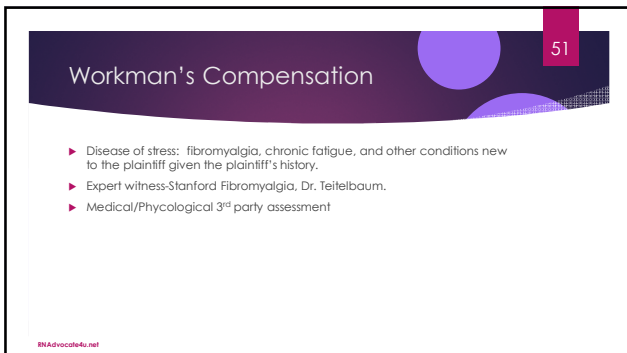 51
Workman's Compensation
Disease of stress: fibromyalgia, chronic fatigue, and other conditions new
to the plaintiff given the plaintiff's history.
Expert witness-Stanford Fibromyalgia, Dr. Teitelbaum.
Medical/Phycological 3rd party assessment
RNAdvocate4u.net